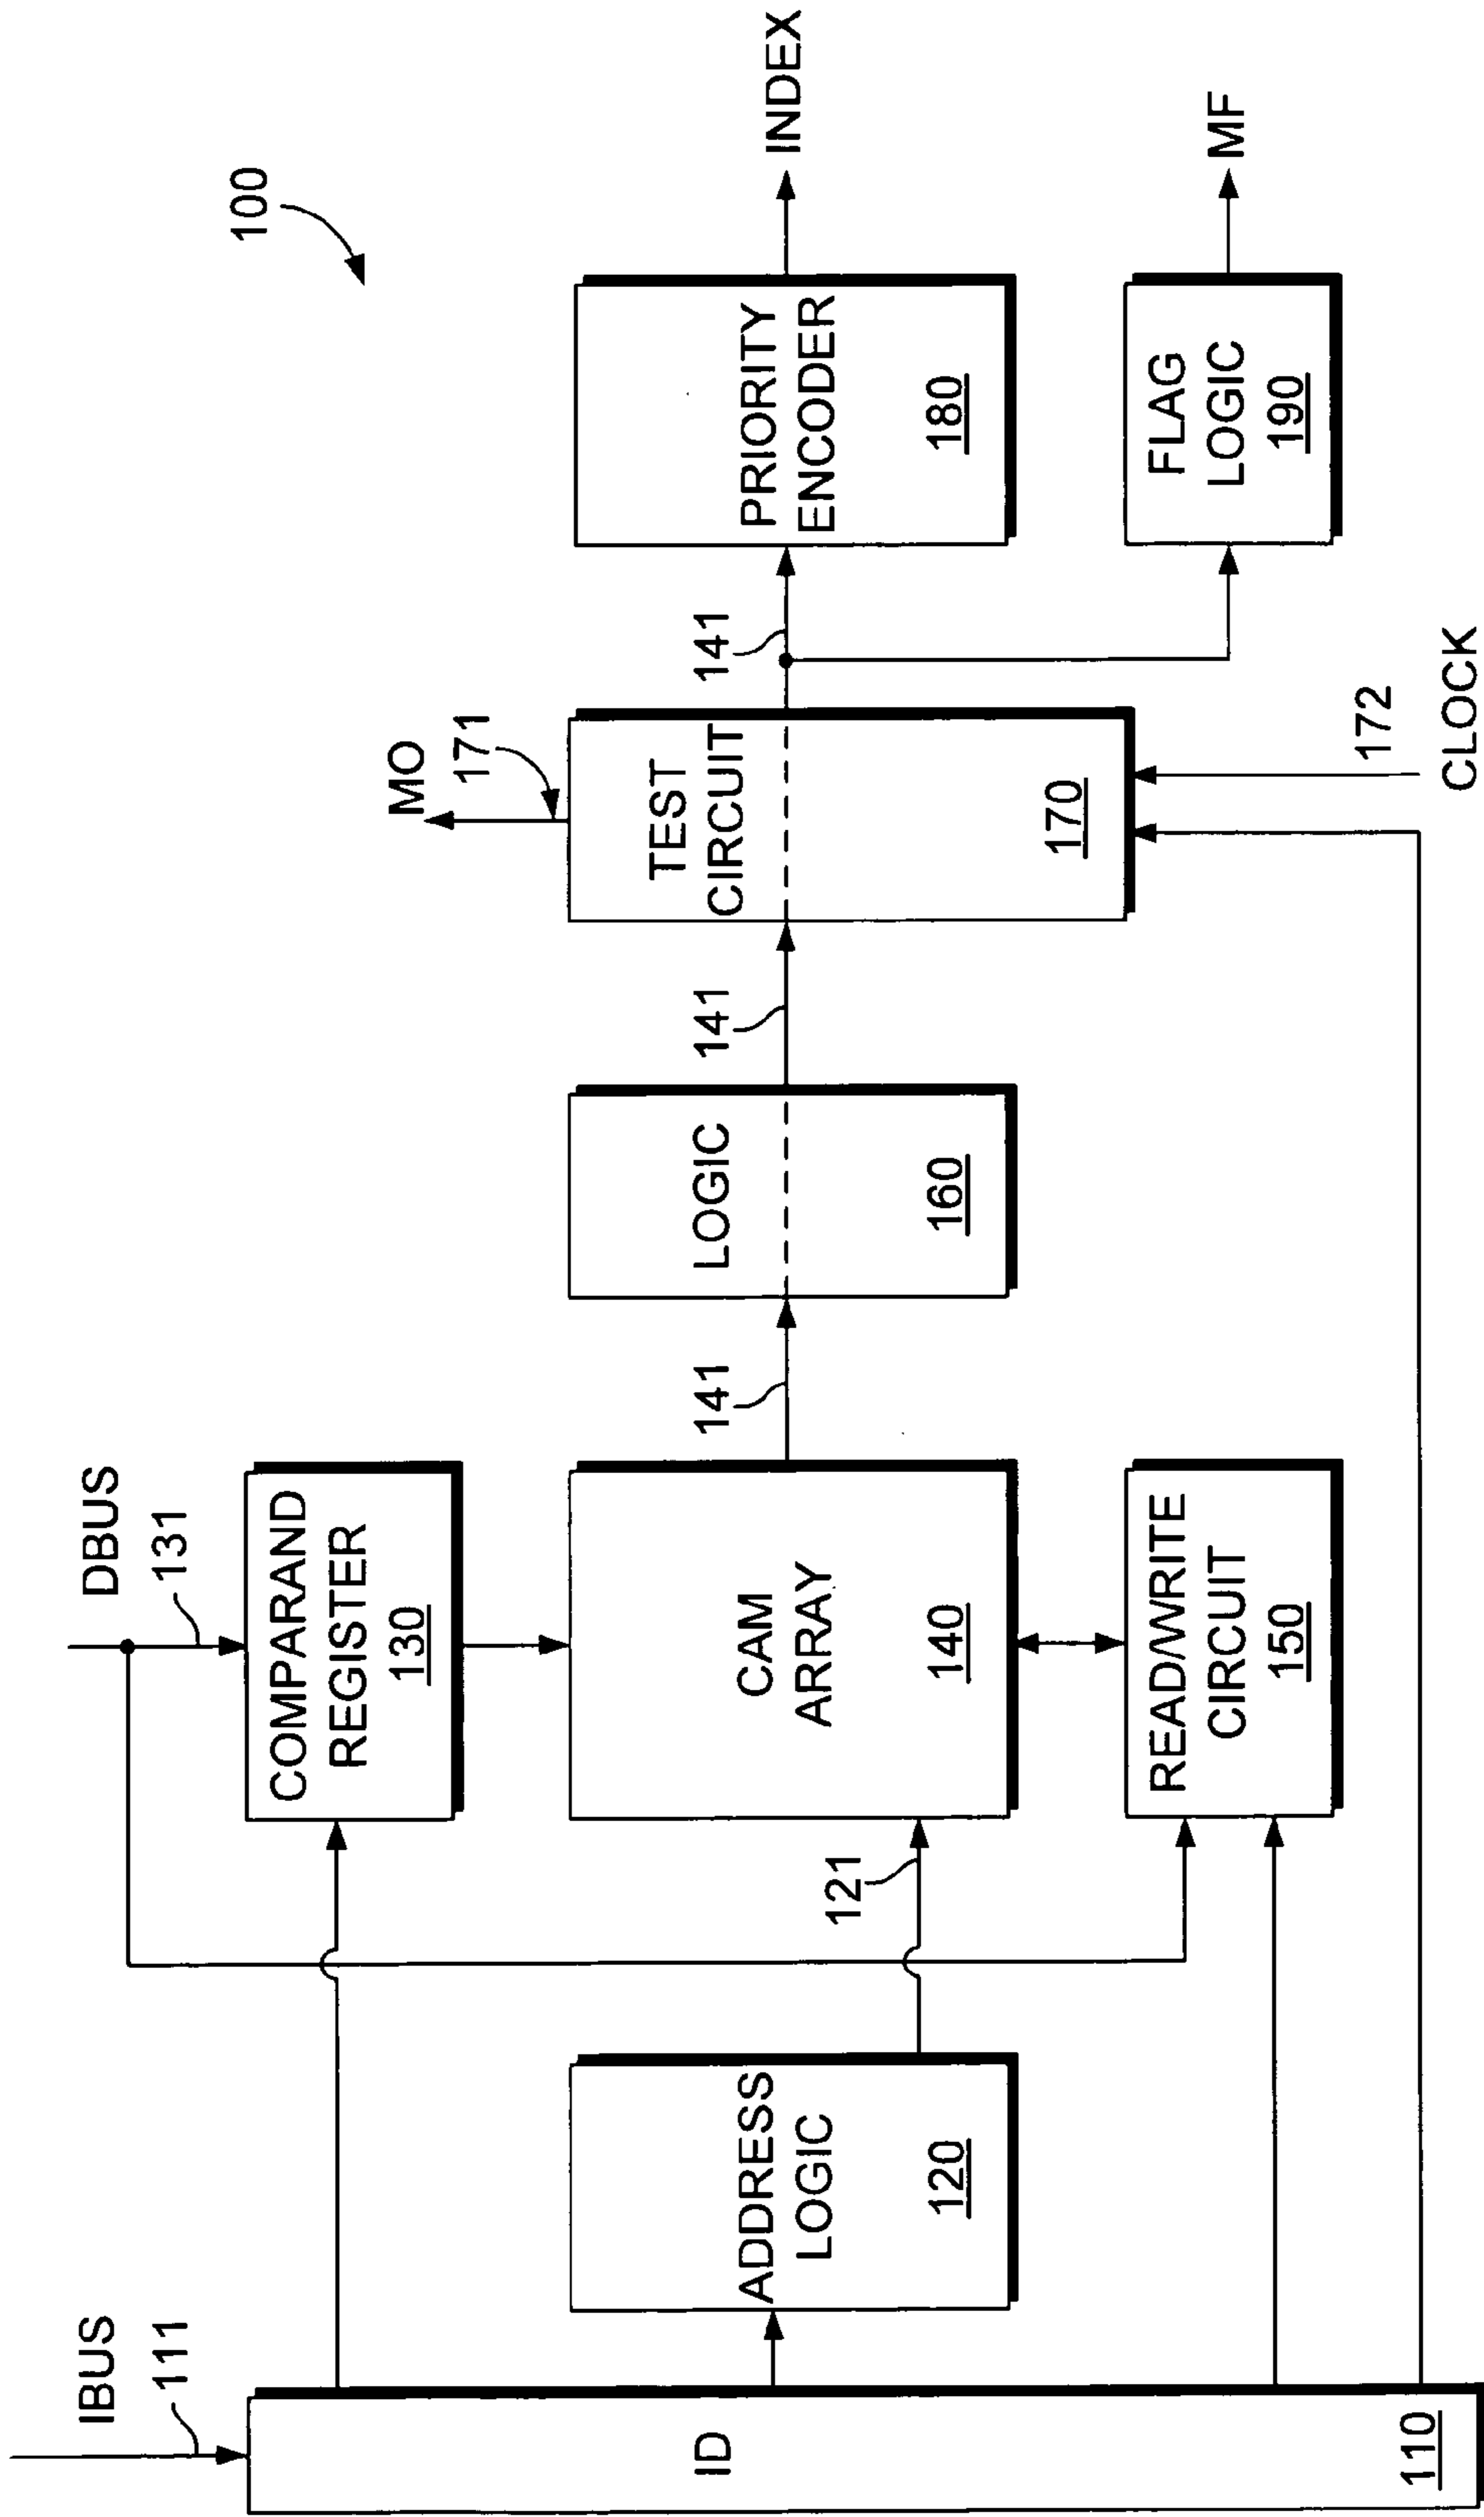 100
IBUS
111
ID
110
ADDRESS
LOGIC
120
121
DBUS
131
COMPARAND
REGISTER
130
CAM
ARRAY
140
READ/WRITE
CIRCUIT
150
141
LOGIC
160
141
MO
171
TEST
CIRCUIT
170
172
CLOCK
141
PRIORITY
ENCODER
180
INDEX
FLAG
LOGIC
190
MF